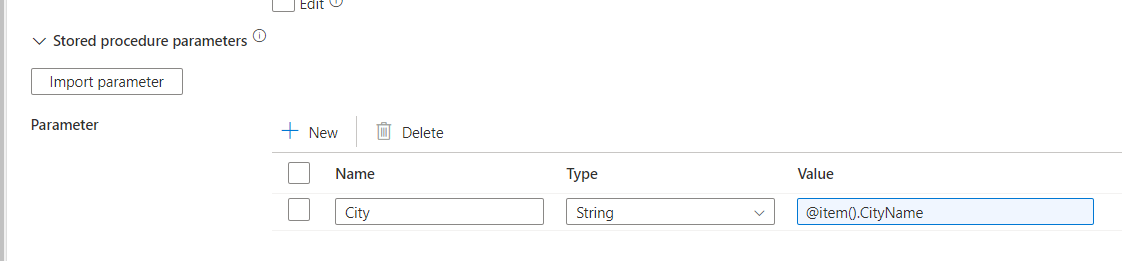 Edit
Stored procedure parameters
Import parameter
Parameter
New Delete
Name Type Value
City String @item().CityName